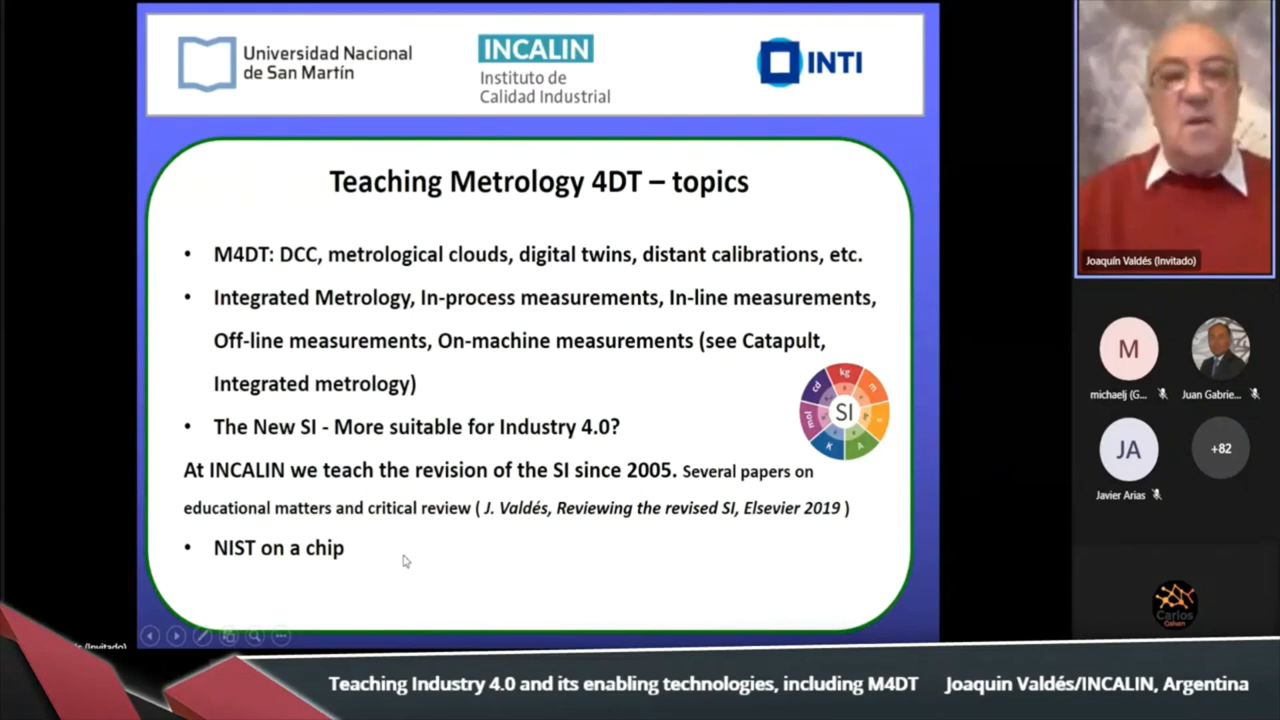 Universidad Nacional
de San Martín
INCALIN
Instituto de
Calidad Industrial
INTI
Teaching Metrology 4DT – topics
• M4DT: DCC, metrological clouds, digital twins, distant calibrations, etc.
• Integrated Metrology, In-process measurements, In-line measurements,
Off-line measurements, On-machine measurements (see Catapult,
Integrated metrology)
• The New SI - More suitable for Industry 4.0?
At INCALIN we teach the revision of the SI since 2005. Several papers on
educational matters and critical review ( J. Valdés, Reviewing the revised SI, Elsevier 2019 )
• NIST on a chip
kg
m
s
A
K
mol
cd
SI
Joaquín Valdés (Invitado)
M
michaelj (G...
Juan Gabrie...
JA
Javier Arias
+82
Carlos
(Invitado)
Teaching Industry 4.0 and its enabling technologies, including M4DT
Joaquin Valdés/INCALIN, Argentina